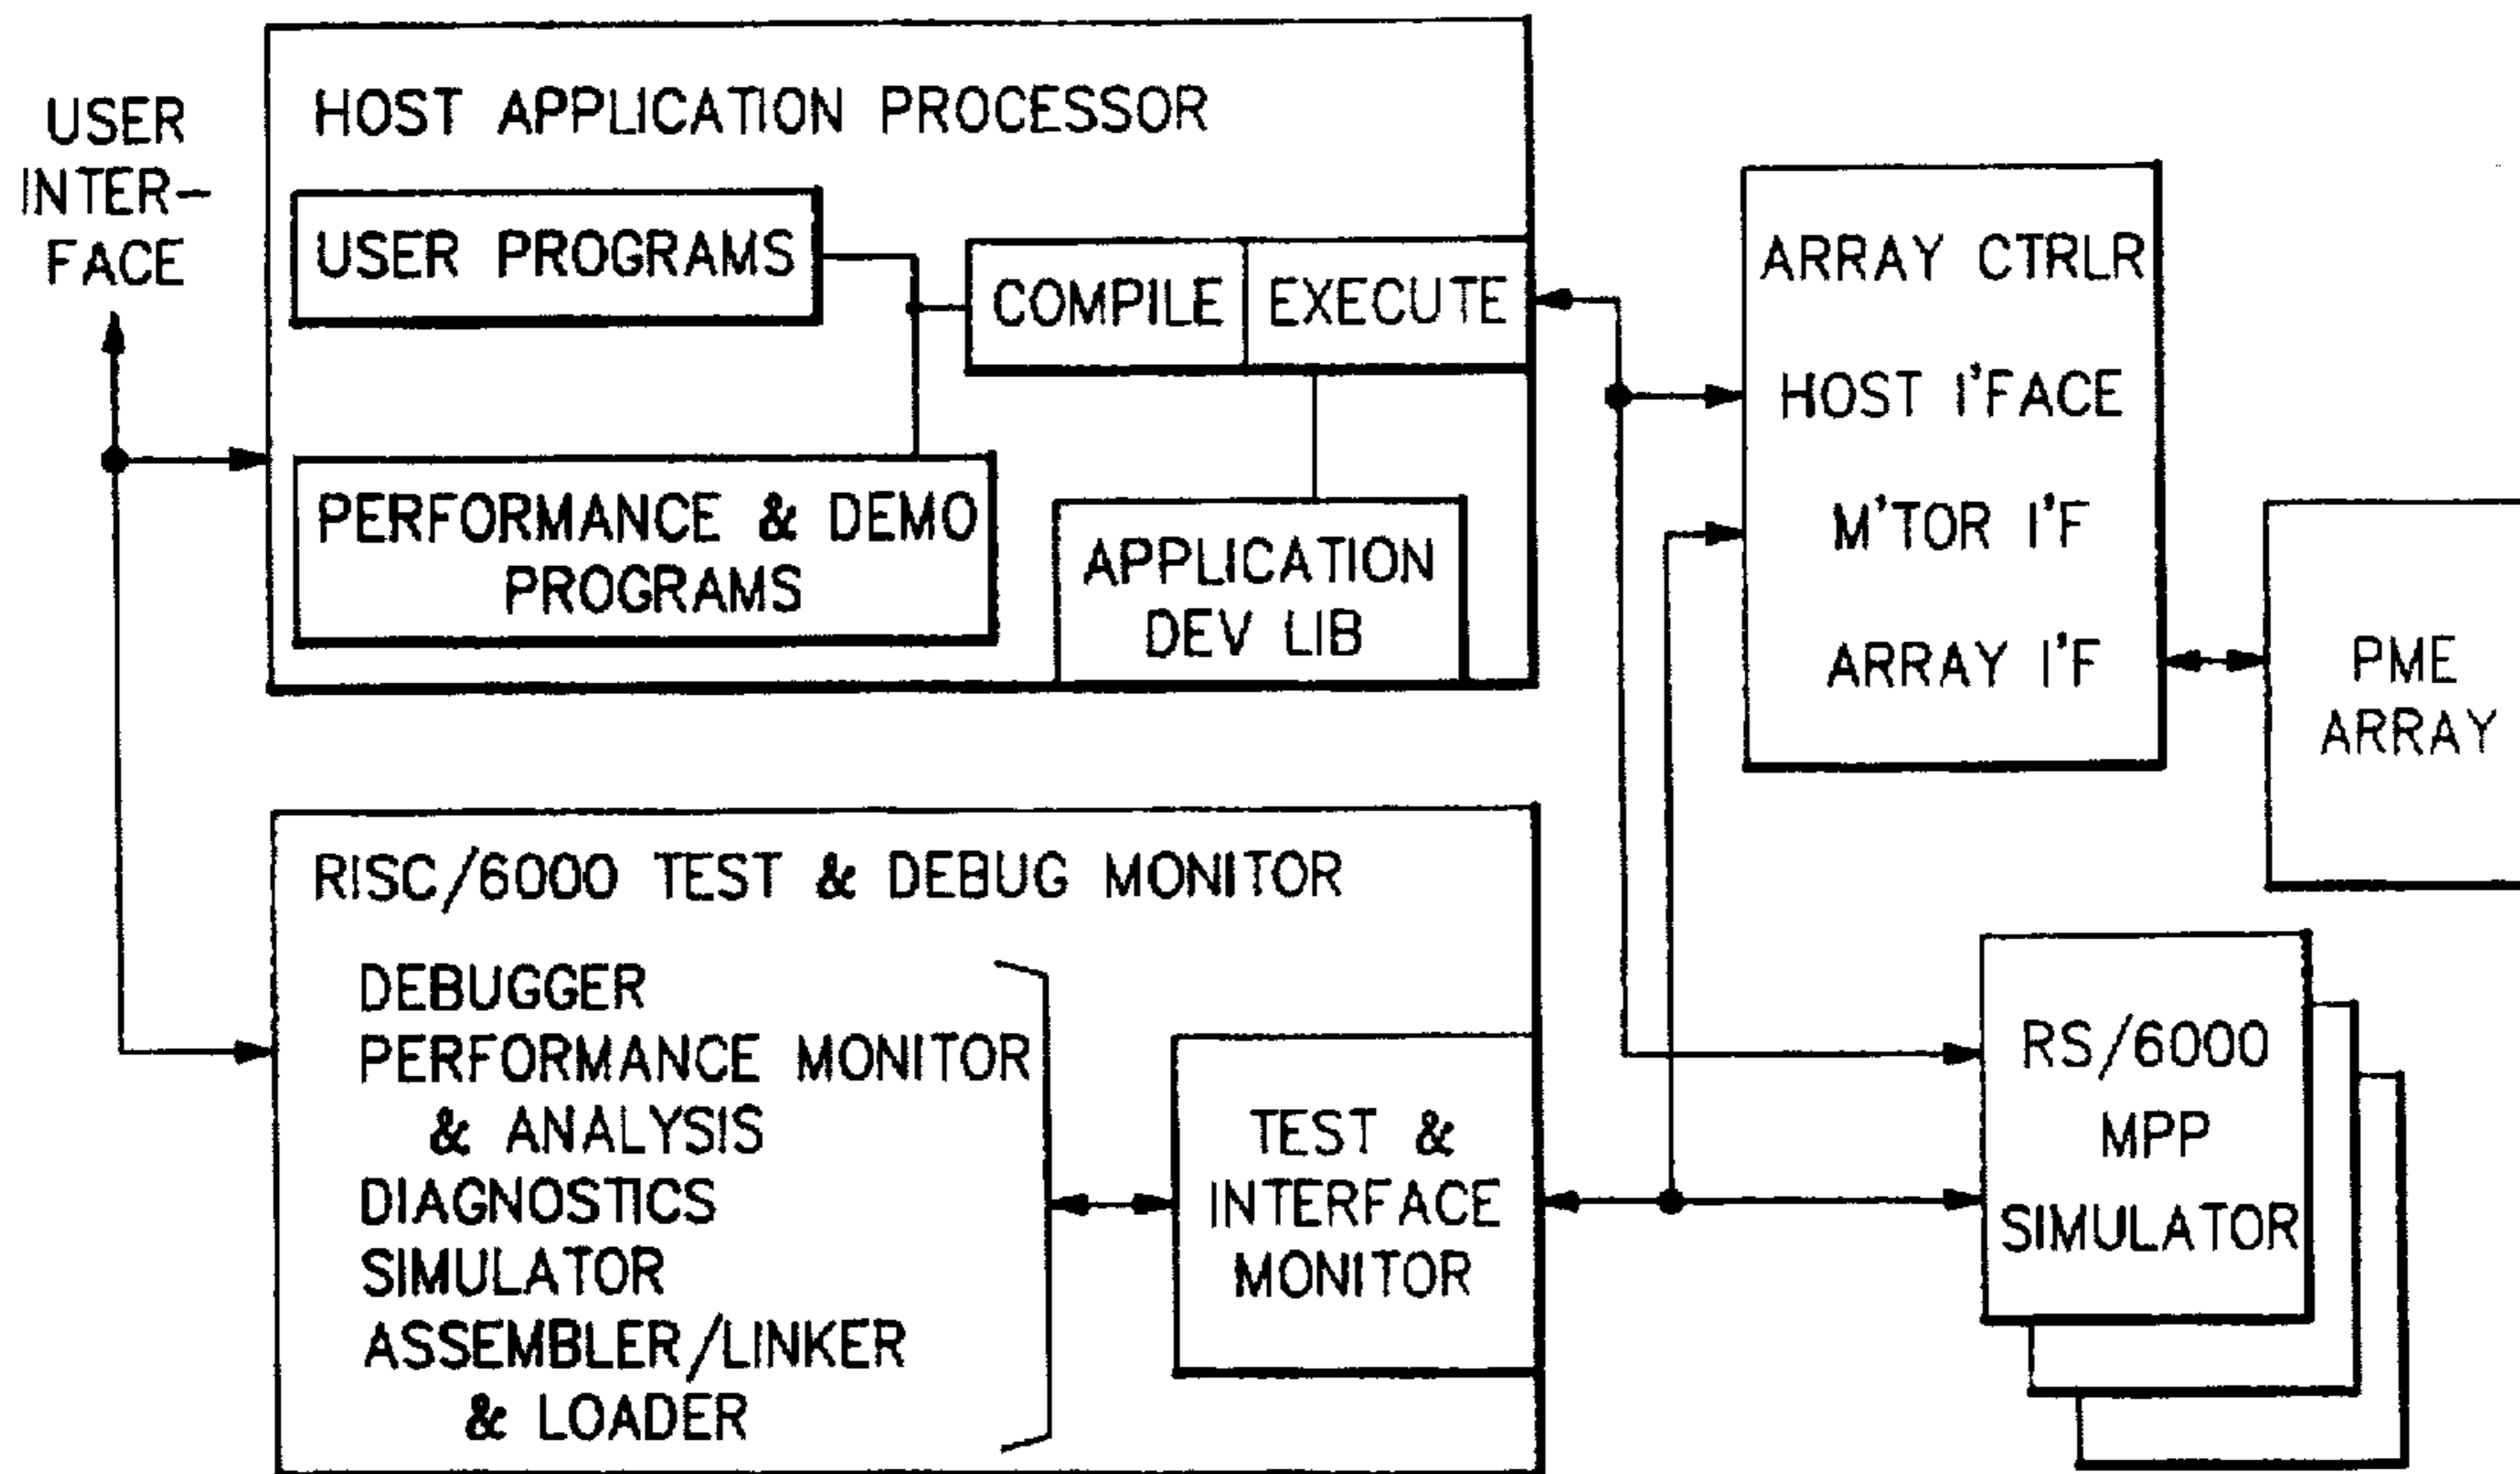 USER
INTER-
FACE
HOST APPLICATION PROCESSOR
USER PROGRAMS
COMPILE
EXECUTE
PERFORMANCE & DEMO
PROGRAMS
APPLICATION
DEV LIB
ARRAY CTRLR
HOST I'FACE
M'TOR I'F
ARRAY I'F
PME
ARRAY
RISC/6000 TEST & DEBUG MONITOR
DEBUGGER
PERFORMANCE MONITOR
& ANALYSIS
DIAGNOSTICS
SIMULATOR
ASSEMBLER/LINKER
& LOADER
TEST &
INTERFACE
MONITOR
RS/6000
MPP
SIMULATOR